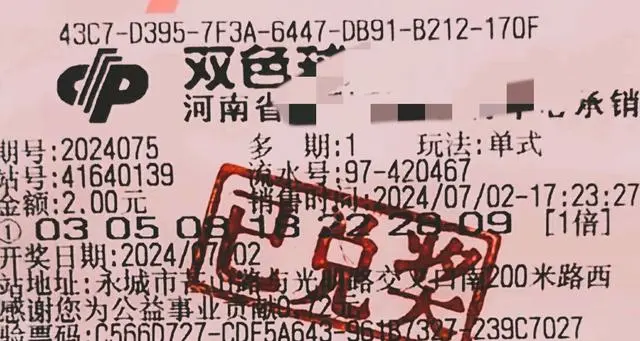 43C7-D395-7F3A-6447-DB91-B212-170F
双色球
河南省 承销
期号:2024075 多 期:1 玩法:单式
站号:41640139 流水号:97-420467
金额:2.00元 销售时间:2024/07/02-17:23:27
① 03 05 08 18 22 28 09 [1倍]
开奖日期:2024/07/02
站地址:永城市芒山路与光明路交叉口南200米路西
感谢您为公益事业贡献0.72元
验票码:C566D727-CDF5A643-961B7327-239C7027
已兑奖